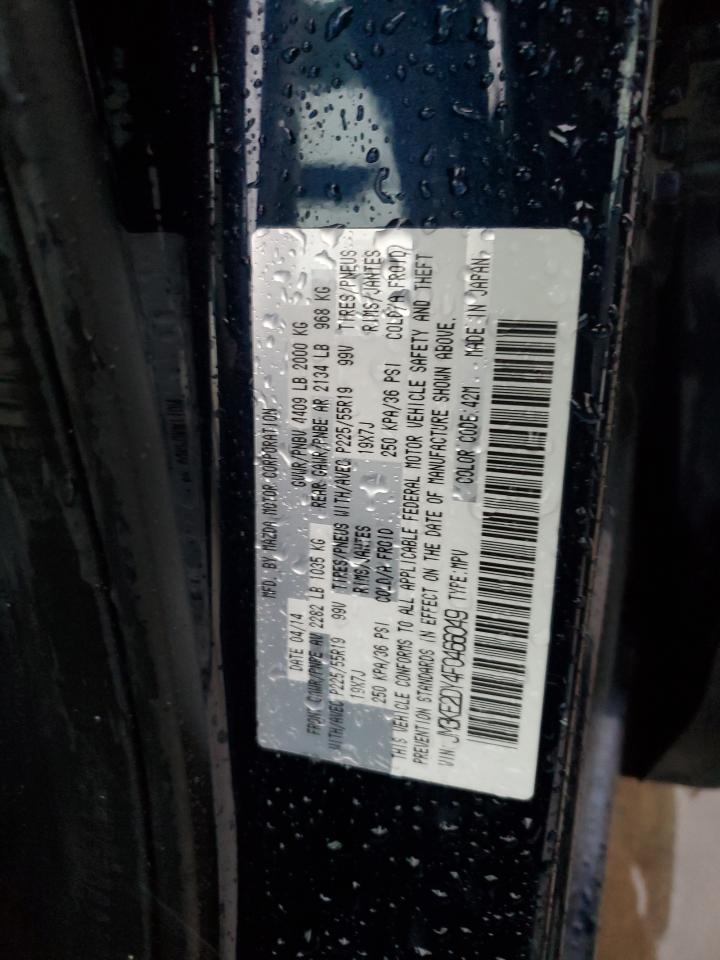 MFD. BY MAZDA MOTOR CORPORATION
DATE 04/14 GVWR/PNBV 4409 LB 2000 KG
FRONT GAWR/PNBE AV 2282 LB 1035 KG REAR GAWR/PNBE AR 2134 LB 968 KG
WITH/AVEC P225/55R19 99V TIRES/PNEUS WITH/AVEC P225/55R19 99V TIRES/PNEUS
19X7J RIMS/JANTES 19X7J RIMS/JANTES
250 KPA/36 PSI COLD/A FROID 250 KPA/36 PSI COLD/A FROID
THIS VEHICLE CONFORMS TO ALL APPLICABLE FEDERAL MOTOR VEHICLE SAFETY AND THEFT
PREVENTION STANDARDS IN EFFECT ON THE DATE OF MANUFACTURE SHOWN ABOVE.
VIN: JM3KE2DY4F0466049 TYPE:MPV COLOR CODE:42M MADE IN JAPAN